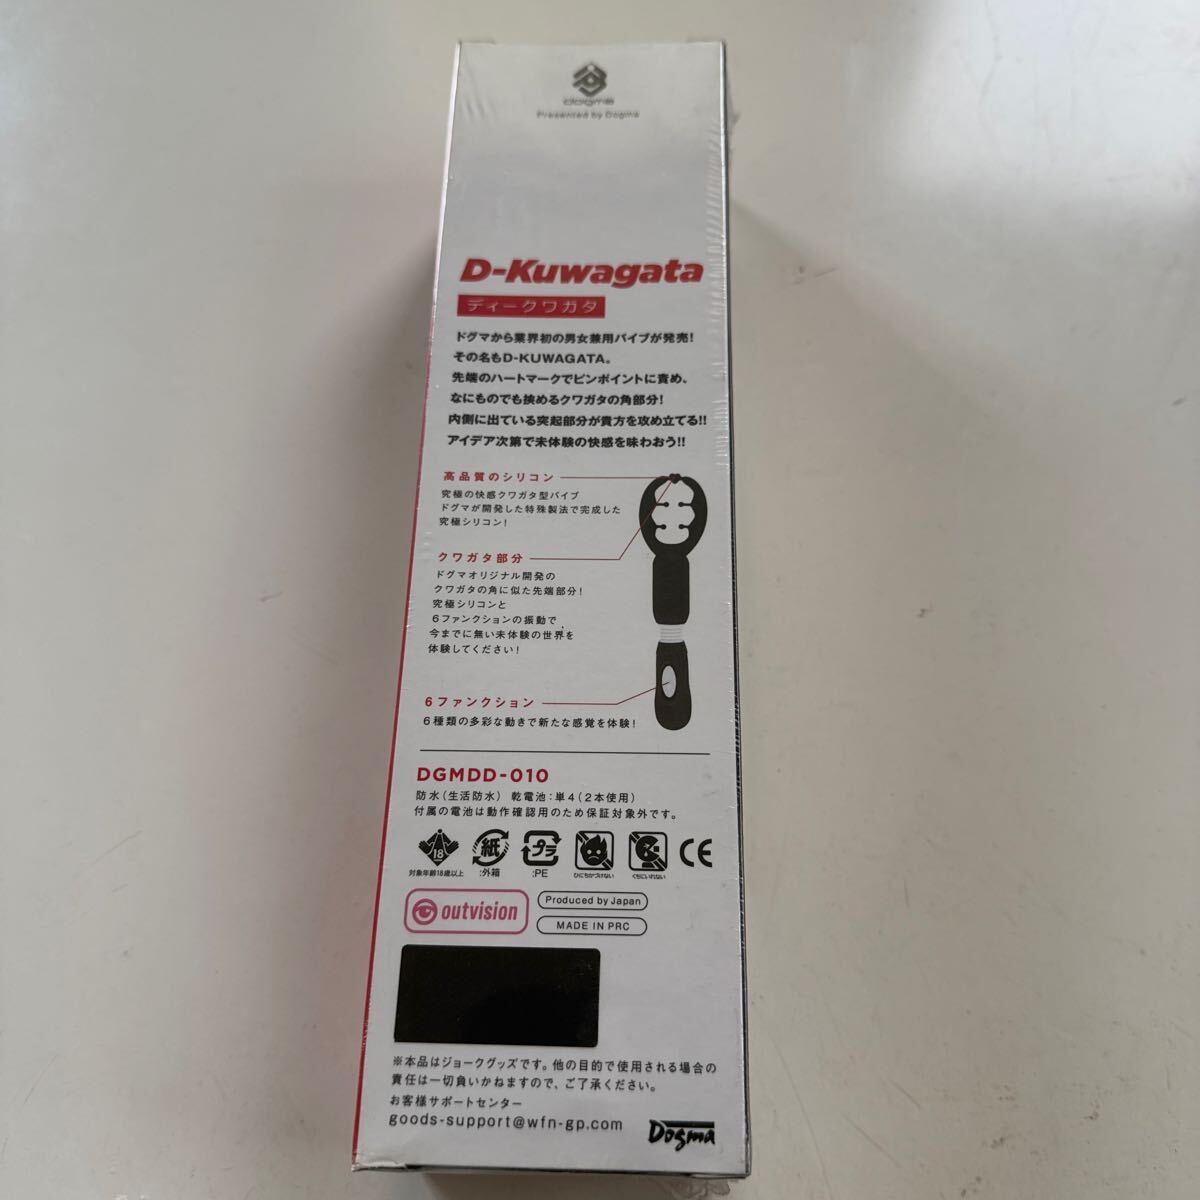 dogma
Presented by Dogma
D-Kuwagata
ディークワガタ
ドグマから業界初の男女兼用バイブが発売!
その名もD-KUWAGATA。
先端のハートマークでピンポイントに責め、
なにものでも挟めるクワガタの角部分!
内側に出ている突起部分が貴方を攻め立てる!!
アイデア次第で未体験の快感を味わおう!!
高品質のシリコン
究極の快感クワガタ型バイブ
ドグマが開発した特殊製法で完成した
究極シリコン!
クワガタ部分
ドグマオリジナル開発の
クワガタの角に似た先端部分!
究極シリコンと
6ファンクションの振動で、
今までに無い未体験の世界を
体験してください!
6ファンクション
6種類の多彩な動きで新たな感覚を体験!
DGMDD-010
防水(生活防水) 乾電池:単4(2本使用)
付属の電池は動作確認用のため保証対象外です。
18 紙 プラ CE
対象年齢18歳以上 :外箱 :PE ひにちかづけない くちにいれない
outvision
Produced by Japan
MADE IN PRC
※本品はジョークグッズです。他の目的で使用される場合の
責任は一切負いかねますので、ご了承ください。
お客様サポートセンター
goods-support@wfn-gp.com
Dogma